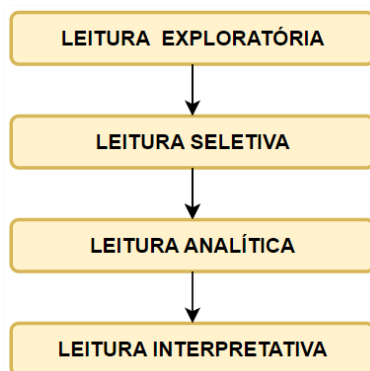 LEITURA EXPLORATÓRIA
LEITURA SELETIVA
LEITURA ANALÍTICA
LEITURA INTERPRETATIVA